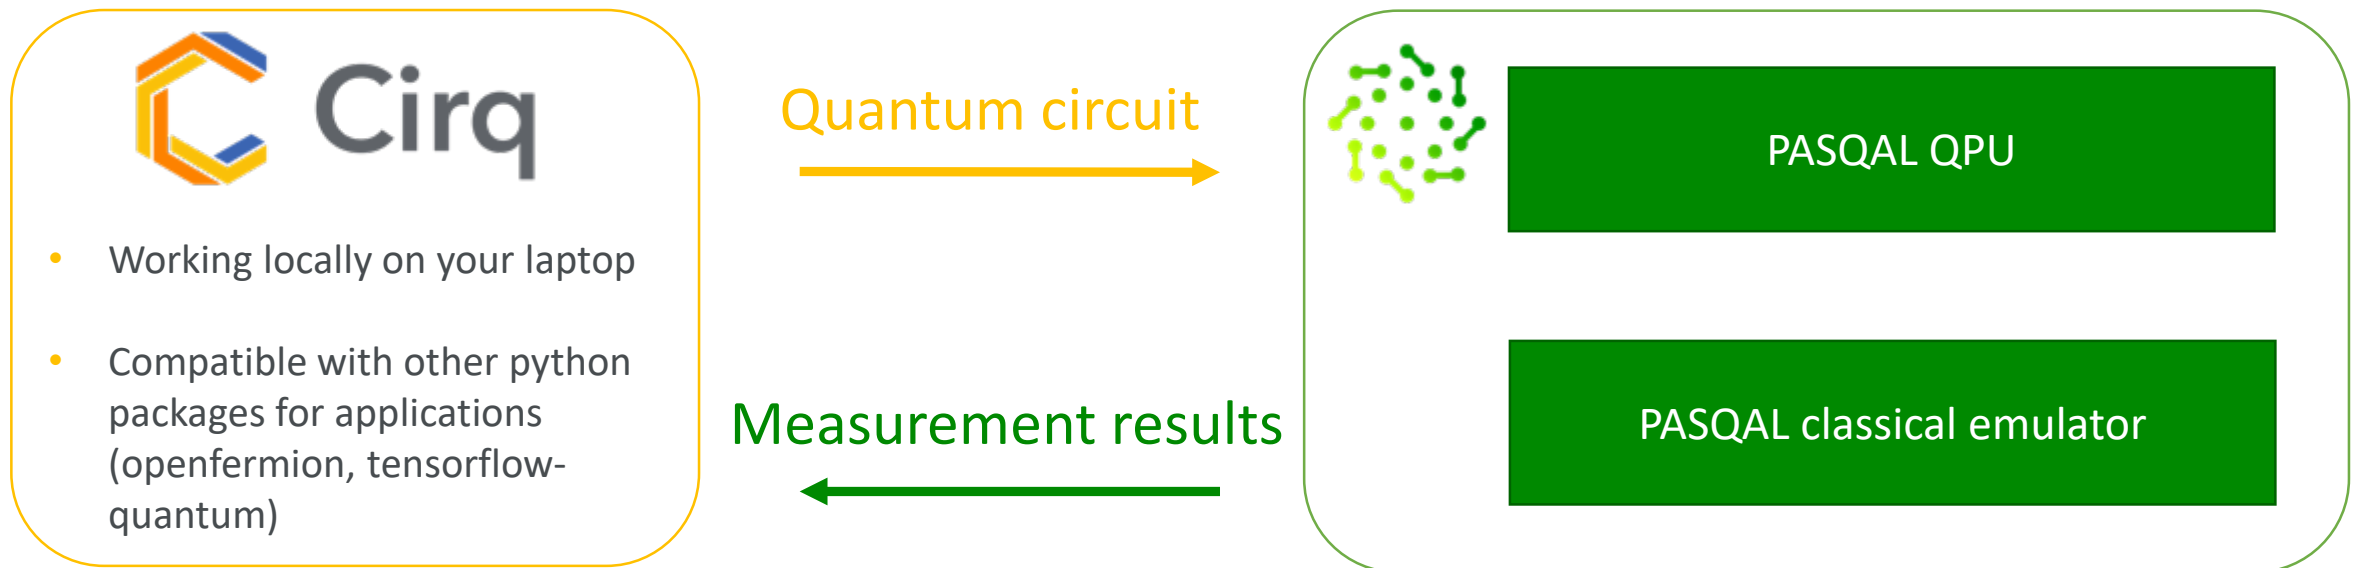 Cirq
• Working locally on your laptop
• Compatible with other python
packages for applications
(openfermion, tensorflow-
quantum)
Quantum circuit
Measurement results
PASQAL QPU
PASQAL classical emulator